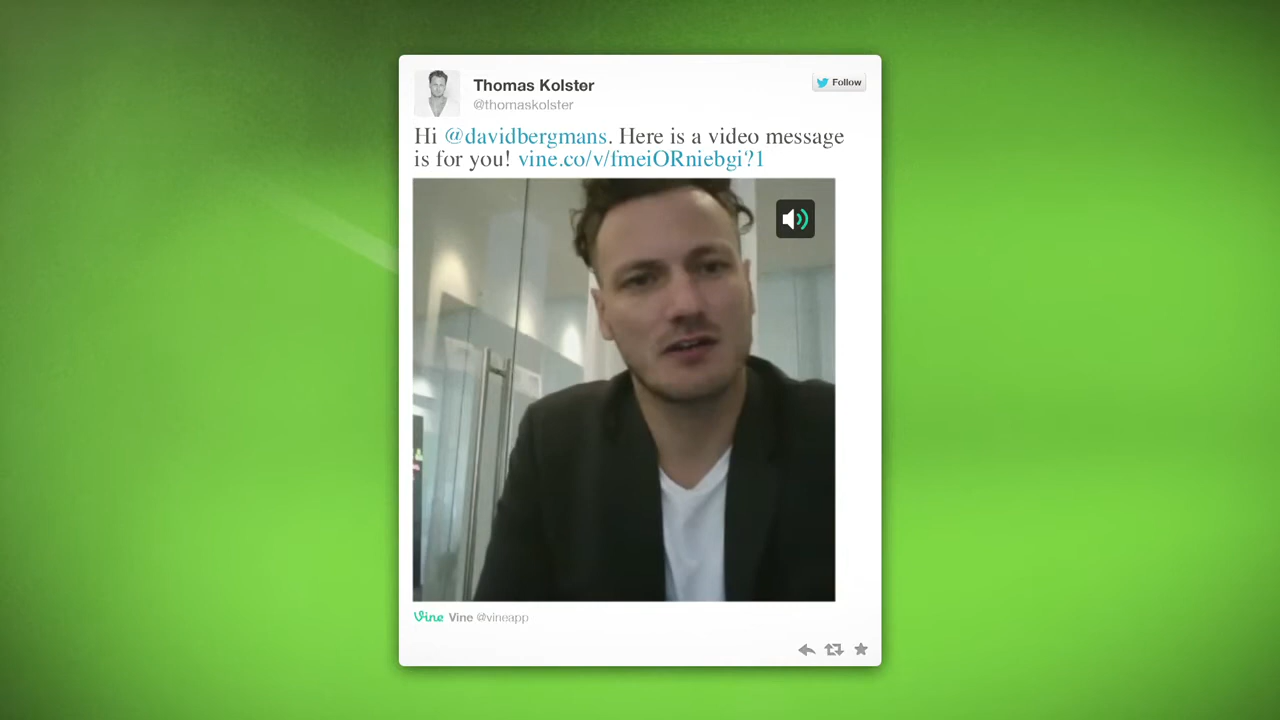 Thomas Kolster
Follow
@thomaskolster
Hi @davidbergmans. Here is a video message
is for you! vine.co/v/fmeiORniebgi?1
Vine Vine @vineapp